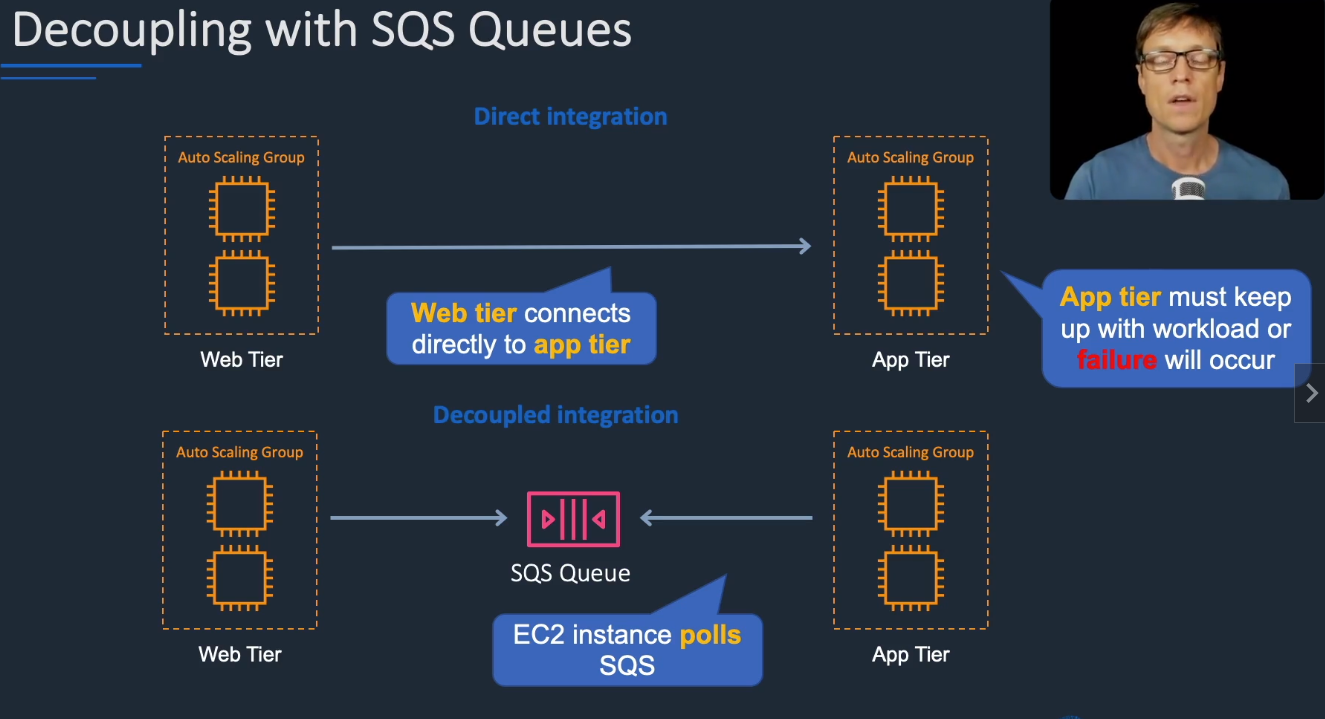 Decoupling with SQS Queues
Direct integration
Auto Scaling Group
Auto Scaling Group
Web tier connects
directly to app tier
App tier must keep
up with workload or
failure will occur
Web Tier
App Tier
Decoupled integration
Auto Scaling Group
Auto Scaling Group
SQS Queue
EC2 instance polls
SQS
Web Tier
App Tier